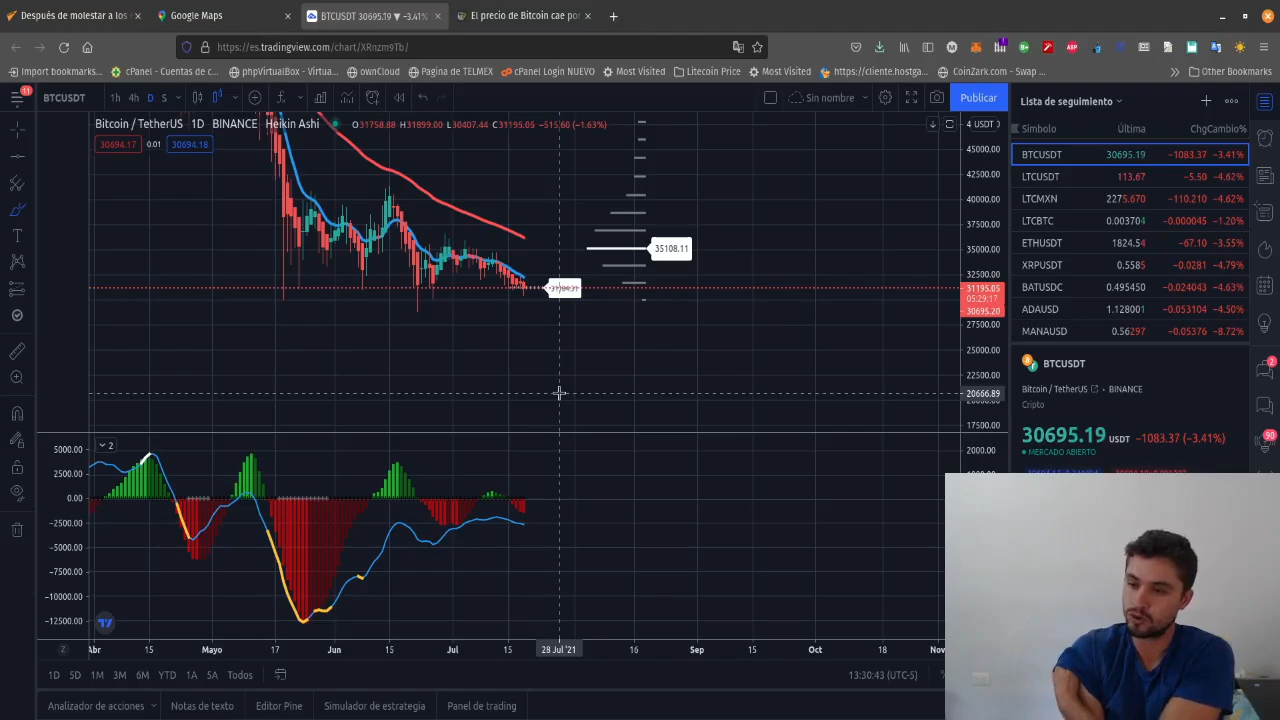 Después de molestar a los
Google Maps
BTCUSDT 30695.19 ▼ −3.41%
El precio de Bitcoin cae por
https://es.tradingview.com/chart/XRnzm9Tb/
Import bookmarks...
cPanel - Cuentas de c...
phpVirtualBox - Virtua...
ownCloud
Pagina de TELMEX
cPanel Login NUEVO
Most Visited
Litecoin Price
Most Visited
https://cliente.hostga...
CoinZark.com - Swap ...
Other Bookmarks
11
BTCUSDT
1h 4h D S
Sin nombre
Publicar
Lista de seguimiento
Bitcoin / TetherUS 1D BINANCE Heikin Ashi
O31758.88 H31899.00 L30407.44 C31195.05 −515.60 (−1.63%)
30694.17 0.01 30694.18
4 USDT
45000.00
42500.00
40000.00
37500.00
35000.00
32500.00
31195.05
05:29:17
30695.20
27500.00
25000.00
22500.00
20666.89
17500.00
35108.11
Símbolo Última Chg Cambio%
BTCUSDT 30695.19 −1083.37 −3.41%
LTCUSDT 113.67 −5.50 −4.62%
LTCMXN 2275.670 −110.210 −4.62%
LTCBTC 0.003704 −0.000045 −1.20%
ETHUSDT 1824.54 −67.10 −3.55%
XRPUSDT 0.5585 −0.0281 −4.79%
BATUSDC 0.495450 −0.024043 −4.63%
ADAUSD 1.128001 −0.053104 −4.50%
MANAUSD 0.56297 −0.05376 −8.72%
BTCUSDT
Bitcoin / TetherUS BINANCE
Cripto
30695.19 USDT −1083.37 (−3.41%)
MERCADO ABIERTO
2
90
2
5000.00
2500.00
0.00
−2500.00
−5000.00
−7500.00
−10000.00
−12500.00
2000.00
Abr 15 Mayo 17 Jun 15 Jul 15 28 Jul '21 16 Sep 15 Oct 18 Nov
Z
1D 5D 1M 3M 6M YTD 1A 5A Todos
13:30:43 (UTC-5)
Analizador de acciones
Notas de texto
Editor Pine
Simulador de estrategia
Panel de trading